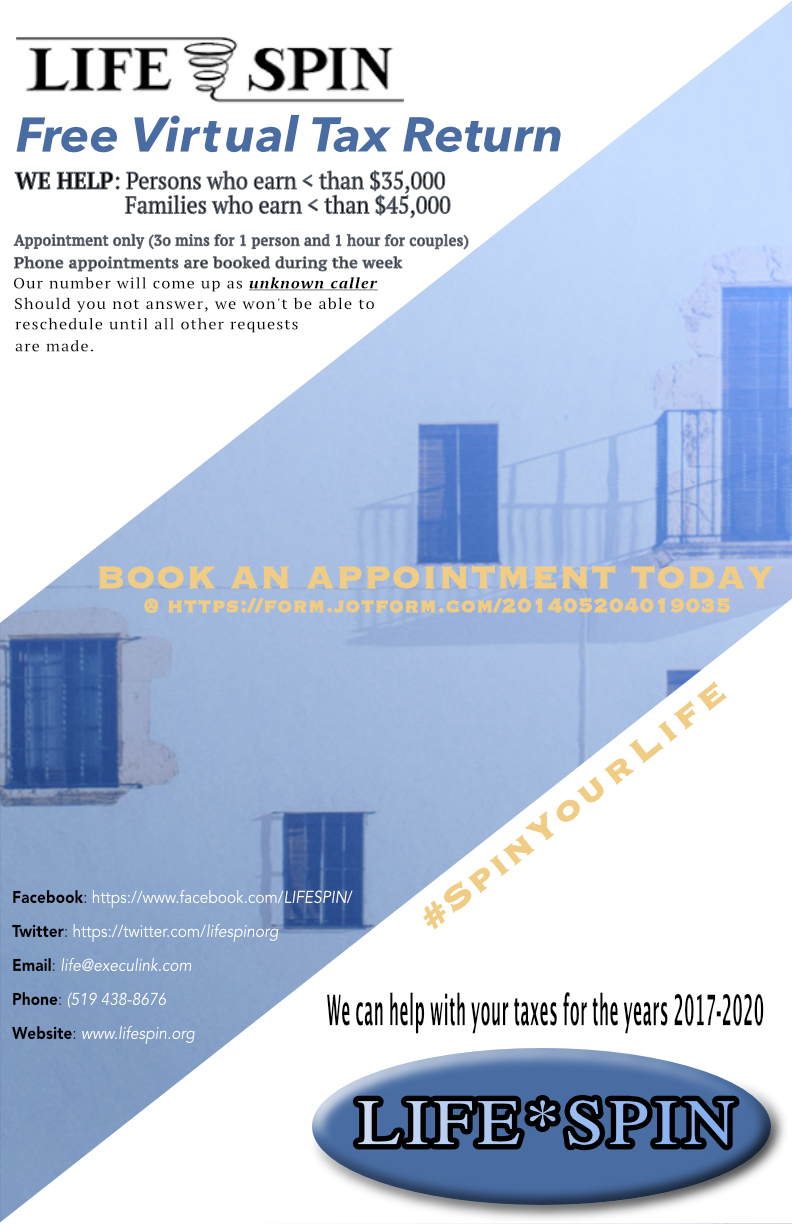 LIFE SPIN
Free Virtual Tax Return
WE HELP: Persons who earn < than $35,000
Families who earn < than $45,000
Appointment only (3o mins for 1 person and 1 hour for couples)
Phone appointments are booked during the week
Our number will come up as unknown caller
Should you not answer, we won't be able to
reschedule until all other requests
are made.
BOOK AN APPOINTMENT TODAY
@ HTTPS://FORM.JOTFORM.COM/201405204019035
#SpinYourLife
Facebook: https://www.facebook.com/LIFESPIN/
Twitter: https://twitter.com/lifespinorg
Email: life@execulink.com
Phone: (519 438-8676
Website: www.lifespin.org
We can help with your taxes for the years 2017-2020
LIFE*SPIN